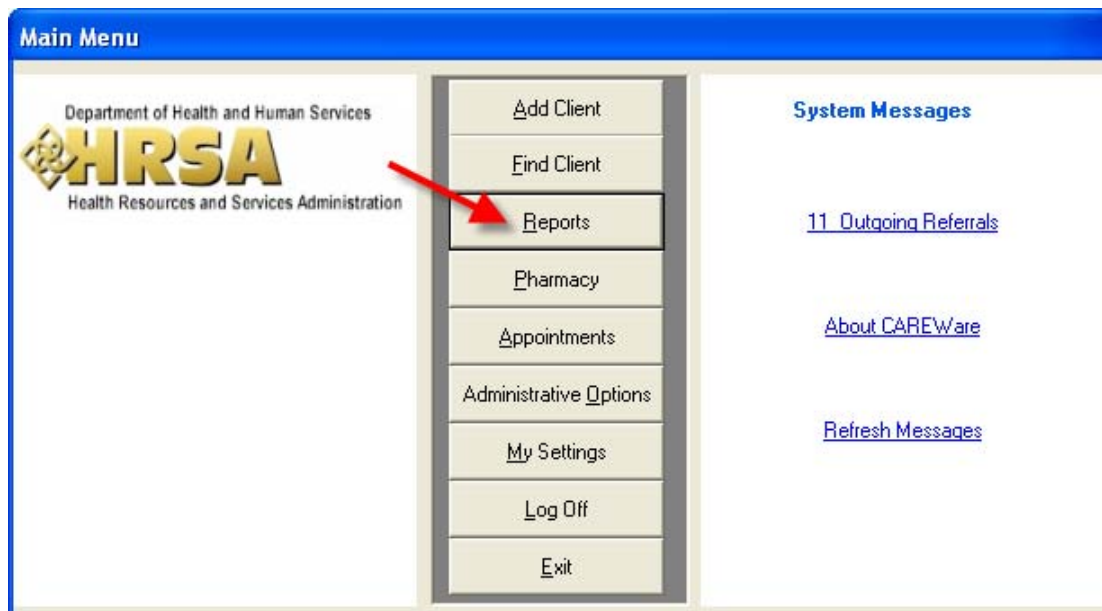 Main Menu
Department of Health and Human Services
HRSA
Health Resources and Services Administration
Add Client
Find Client
Reports
Pharmacy
Appointments
Administrative Options
My Settings
Log Off
Exit
System Messages
11 Outgoing Referrals
About CAREWare
Refresh Messages